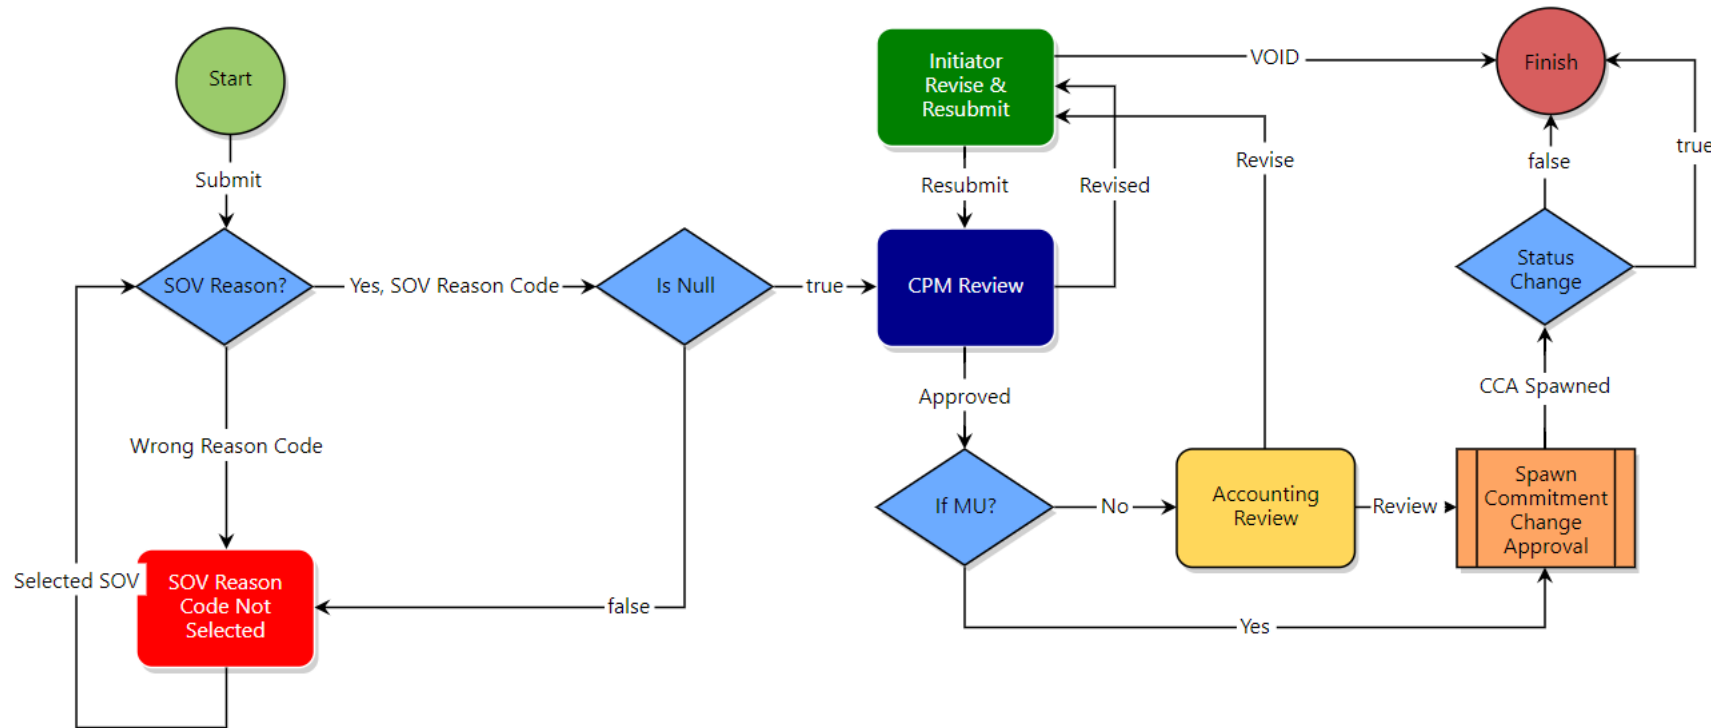 Start
Submit
SOV Reason?
Yes, SOV Reason Code
Is Null
true
CPM Review
Wrong Reason Code
Selected SOV
SOV Reason
Code Not
Selected
false
Initiator
Revise &
Resubmit
VOID
Finish
Resubmit
Revised
Revise
false
true
Status
Change
Approved
CCA Spawned
If MU?
No
Accounting
Review
Review
Spawn
Commitment
Change
Approval
Yes